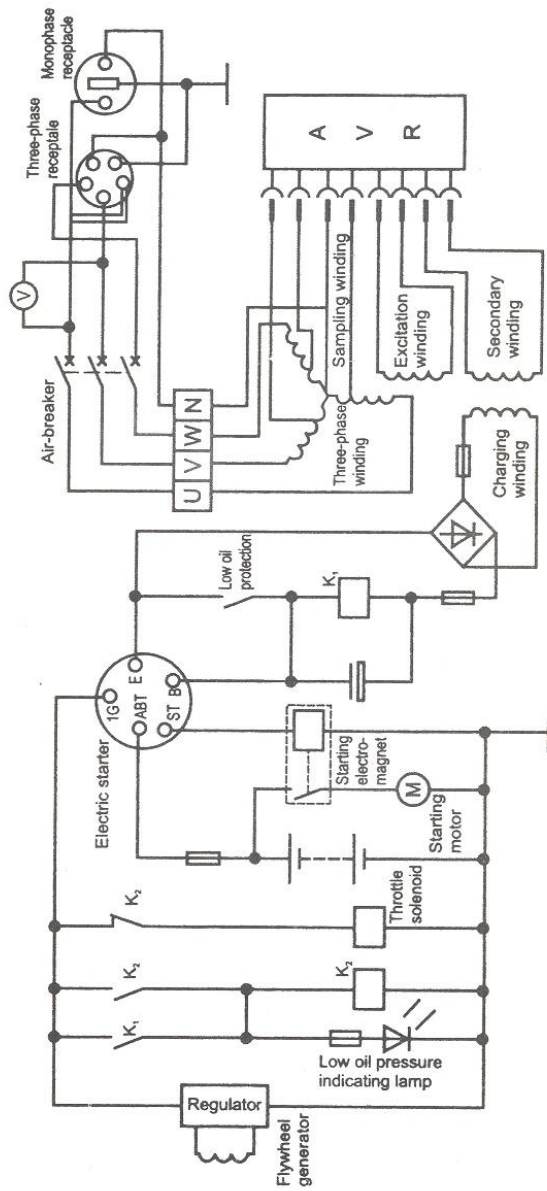 Monophase
receptacle
Three-phase
receptale
V
Air-breaker
U V W N
A V R
Sampling winding
Three-phase
winding
Excitation
winding
Secondary
winding
Charging
winding
Low oil
protection
K₁
Electric starter
1G
E
ABT
ST
B
Starting
electro-
magnet
M
Starting
motor
K₂
Throttle
solenoid
K₂
K₂
K₁
Low oil pressure
indicating lamp
Regulator
Flywheel
generator